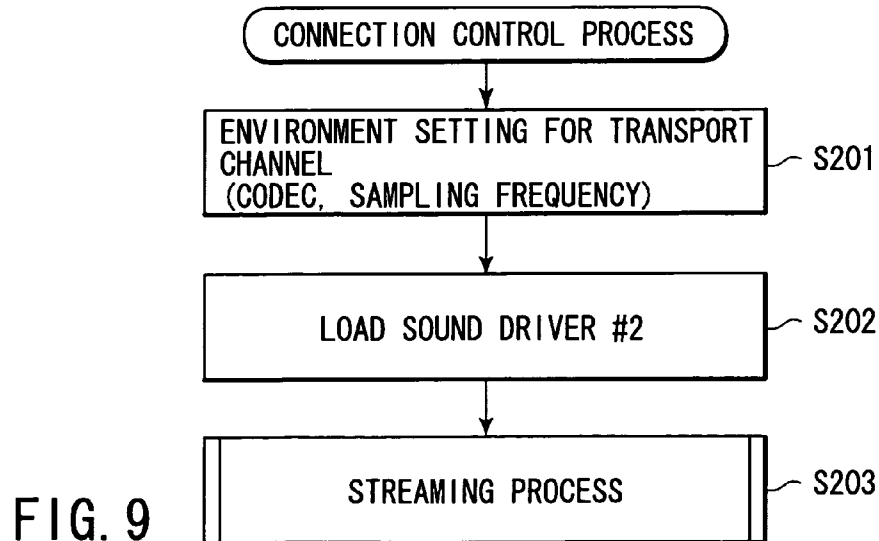 CONNECTION CONTROL PROCESS
ENVIRONMENT SETTING FOR TRANSPORT
CHANNEL
(CODEC, SAMPLING FREQUENCY)
S201
LOAD SOUND DRIVER #2
S202
STREAMING PROCESS
S203
FIG. 9